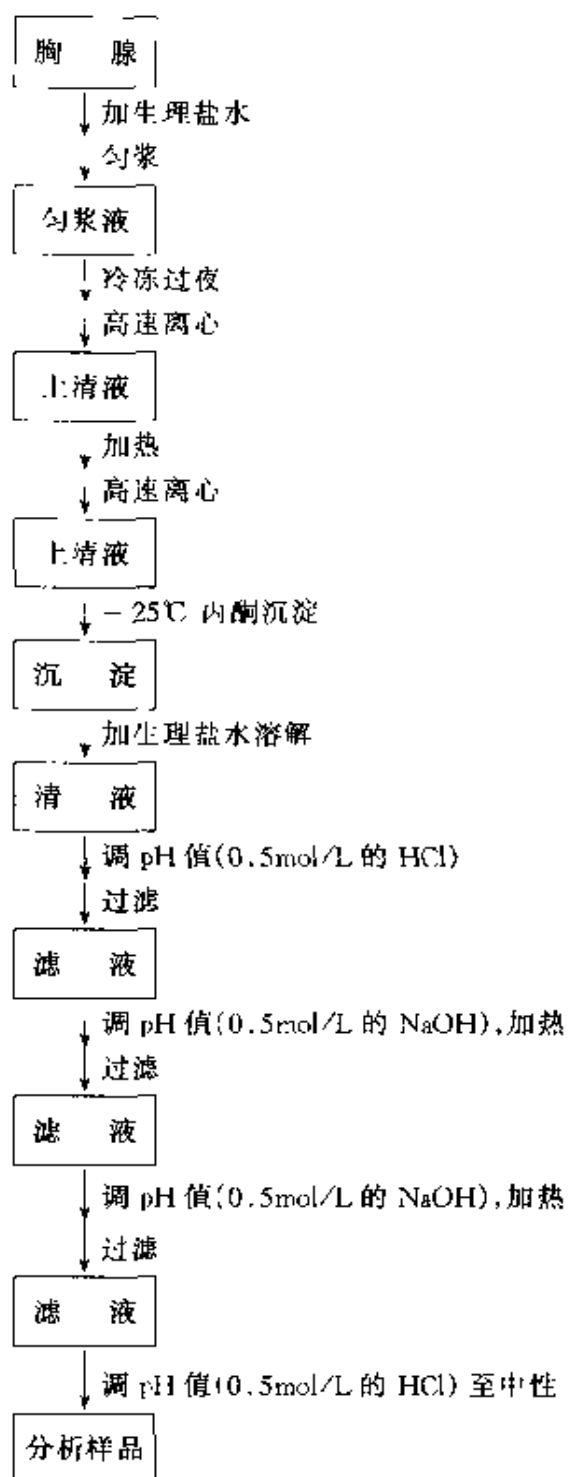 胸 腺
加生理盐水
匀浆
匀浆液
冷冻过夜
高速离心
上清液
加热
高速离心
上清液
-25℃ 丙酮沉淀
沉 淀
加生理盐水溶解
清 液
调 pH 值(0.5mol/L 的 HCl)
过滤
滤 液
调 pH 值(0.5mol/L 的 NaOH),加热
过滤
滤 液
调 pH 值(0.5mol/L 的 NaOH),加热
过滤
滤 液
调 pH 值(0.5mol/L 的 HCl) 至中性
分析样品